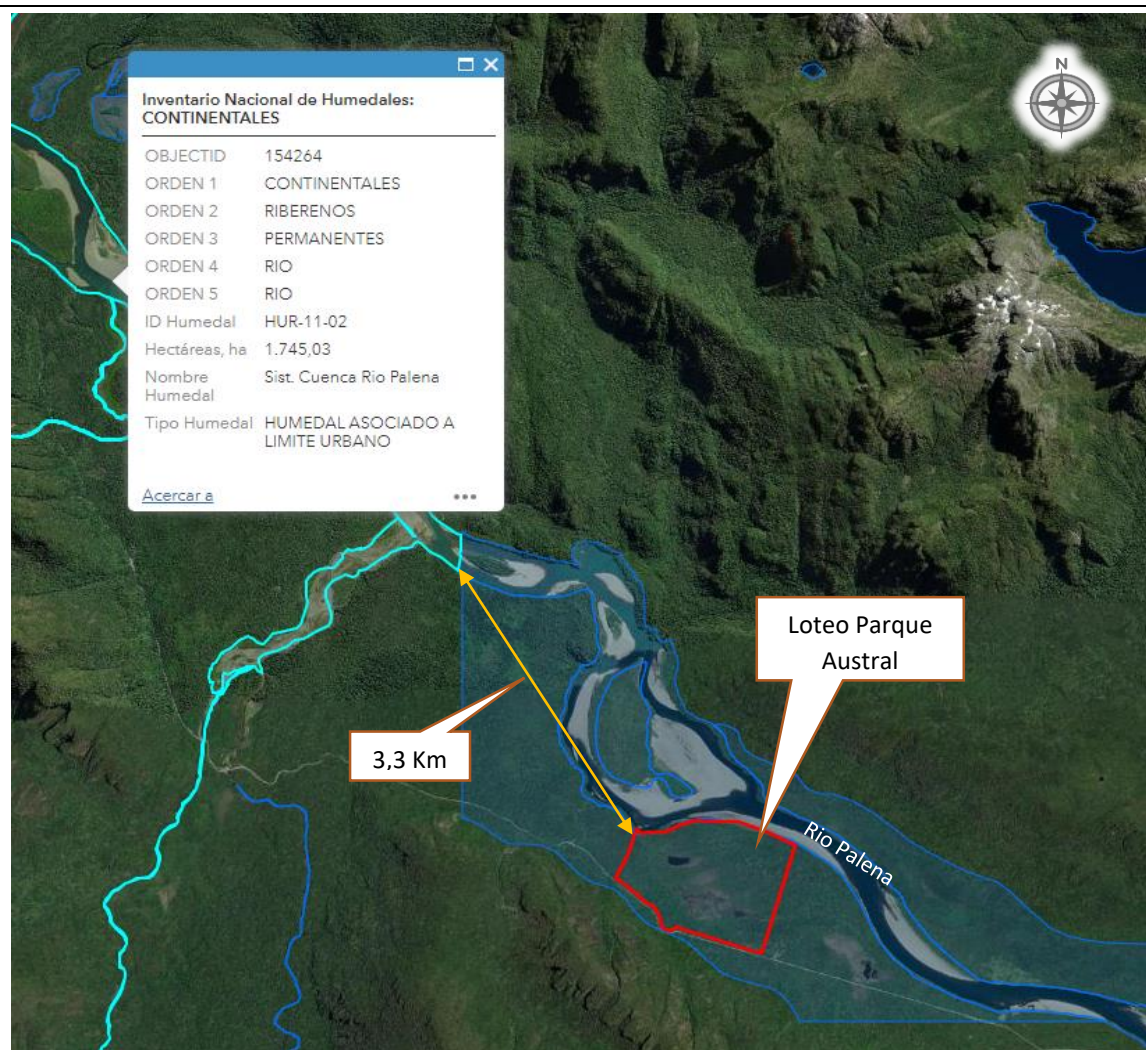 Inventario Nacional de Humedales:
CONTINENTALES
OBJECTID 154264
ORDEN 1 CONTINENTALES
ORDEN 2 RIBERENOS
ORDEN 3 PERMANENTES
ORDEN 4 RIO
ORDEN 5 RIO
ID Humedal HUR-11-02
Hectáreas, ha 1.745,03
Nombre Sist. Cuenca Rio Palena
Humedal
Tipo Humedal HUMEDAL ASOCIADO A
LIMITE URBANO
Acercar a
N
Loteo Parque
Austral
3,3 Km
Rio Palena